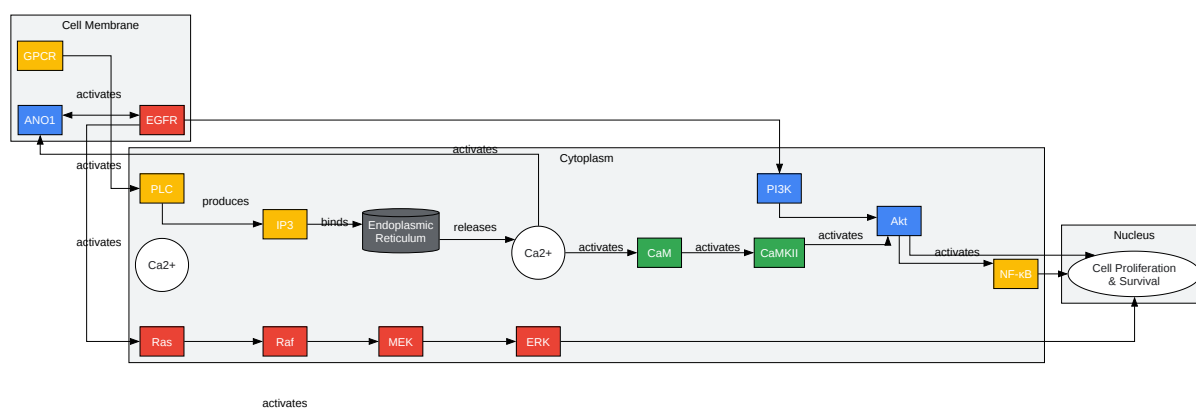 Cell Membrane
GPCR
activates
ANO1
EGFR
activates
Cytoplasm
activates
PLC
PI3K
produces
IP3
binds
Endoplasmic
Reticulum
releases
Akt
activates
activates
Ca2+
Ca2+
activates
CaM
activates
CaMKII
activates
NF-κB
Nucleus
Cell Proliferation
& Survival
Ras
Raf
MEK
ERK
activates